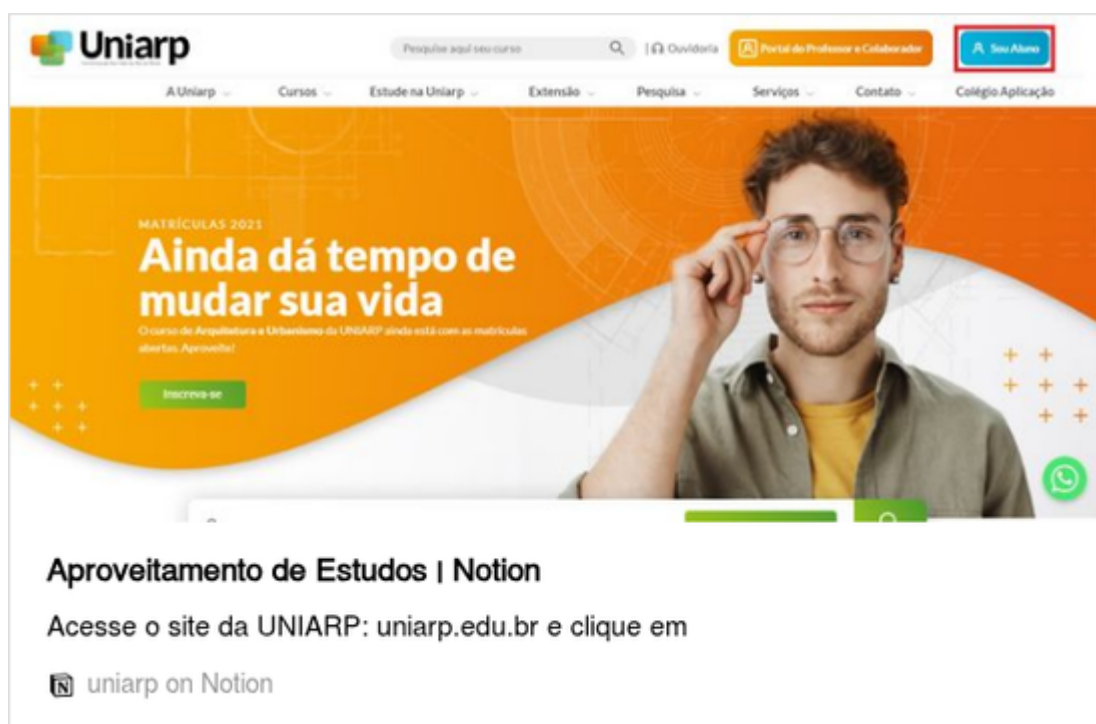 Uniarp
Pesquise aqui seu curso
| Ouvidoria
Portal do Professor e Colaborador
Sou Aluno
A Uniarp
Cursos
Estude na Uniarp
Extensão
Pesquisa
Serviços
Contato
Colégio Aplicação
MATRÍCULAS 2021
Ainda dá tempo de
mudar sua vida
O curso de Arquitetura e Urbanismo da UNIARP ainda está com as matrículas
abertas. Aproveite!
Inscreva-se
Aproveitamento de Estudos | Notion
Acesse o site da UNIARP: uniarp.edu.br e clique em
uniarp on Notion